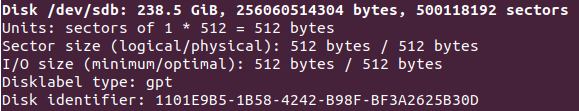 Disk /dev/sdb: 238.5 GiB, 256060514304 bytes, 500118192 sectors
Units: sectors of 1 * 512 = 512 bytes
Sector size (logical/physical): 512 bytes / 512 bytes
I/O size (minimum/optimal): 512 bytes / 512 bytes
Disklabel type: gpt
Disk identifier: 1101E9B5-1B58-4242-B98F-BF3A2625B30D